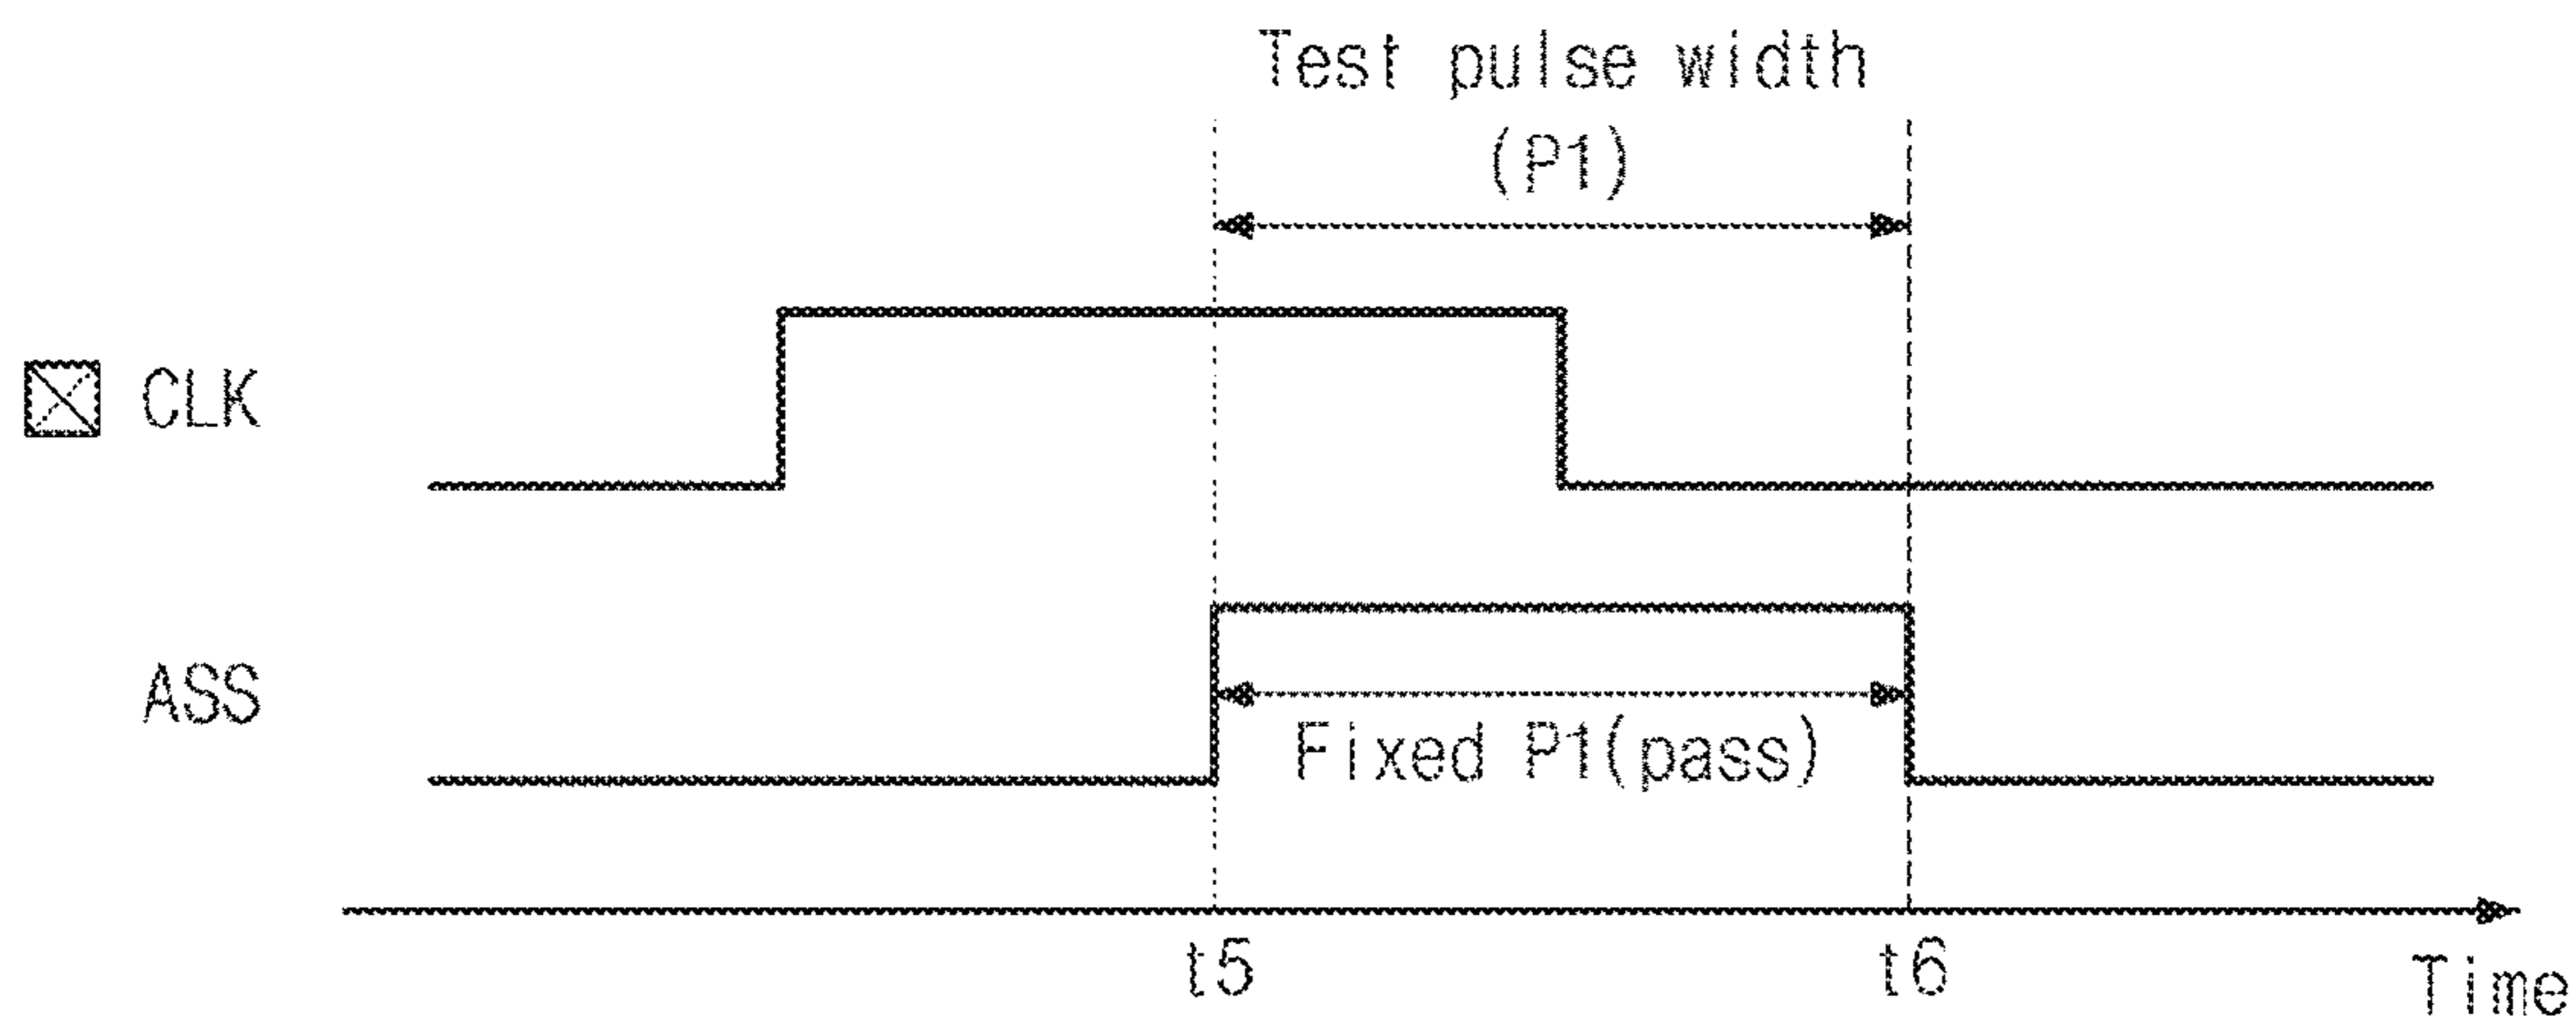 Test pulse width
(P1)
CLK
ASS
Fixed P1(pass)
t5
t6
Time